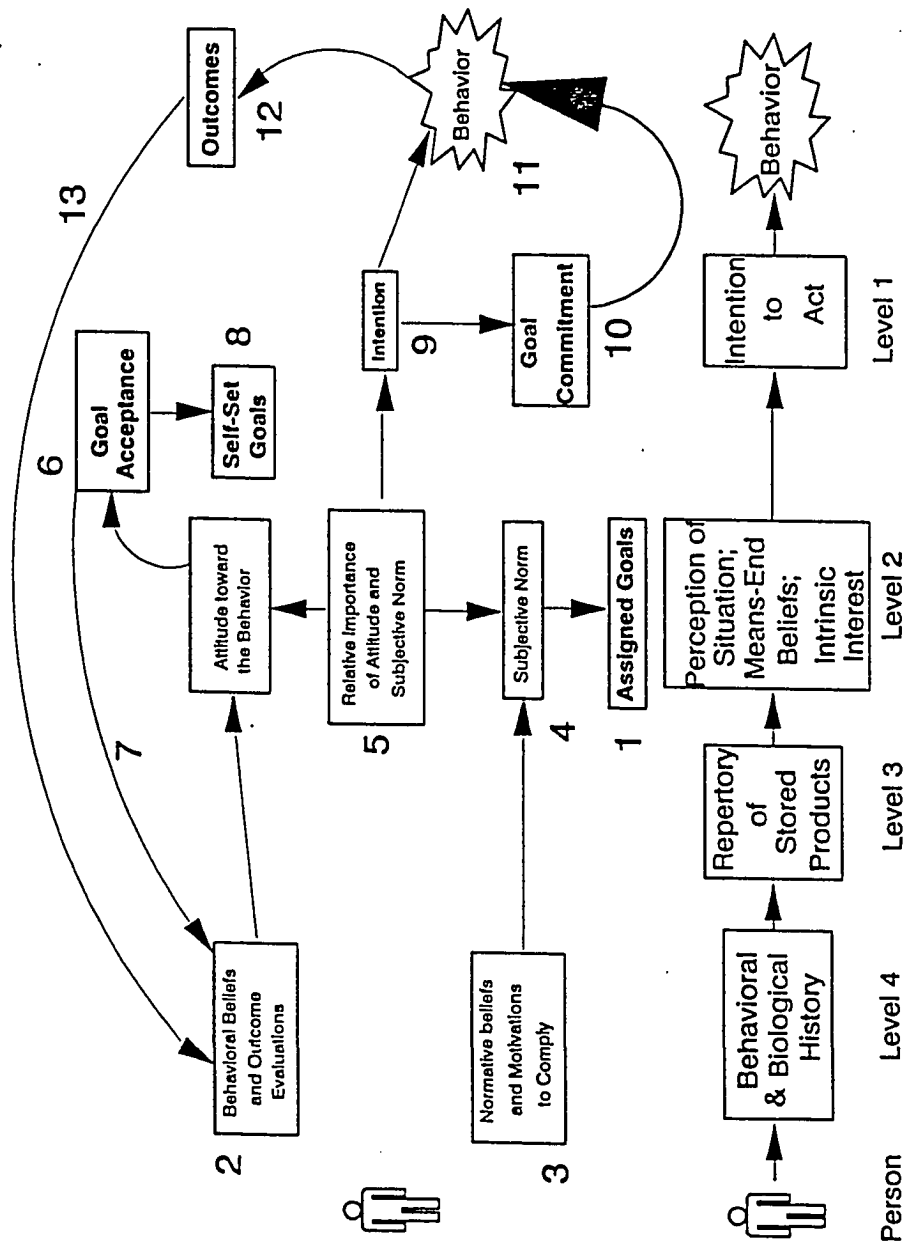 13
Outcomes
12
6
Goal
Acceptance
8
Self-Set
Goals
7
Attitude toward
the Behavior
2
Behavioral Beliefs
and Outcome
Evaluations
Relative Importance
of Attitude and
Subjective Norm
5
Intention
9
Behavior
11
Goal
Commitment
10
Subjective Norm
4
Assigned Goals
1
Normative beliefs
and Motivations
to Comply
3
Behavioral
& Biological
History
Repertory
of
Stored
Products
Perception of
Situation;
Means-End
Beliefs;
Intrinsic
Interest
Intention
to
Act
Behavior
Person
Level 4
Level 3
Level 2
Level 1